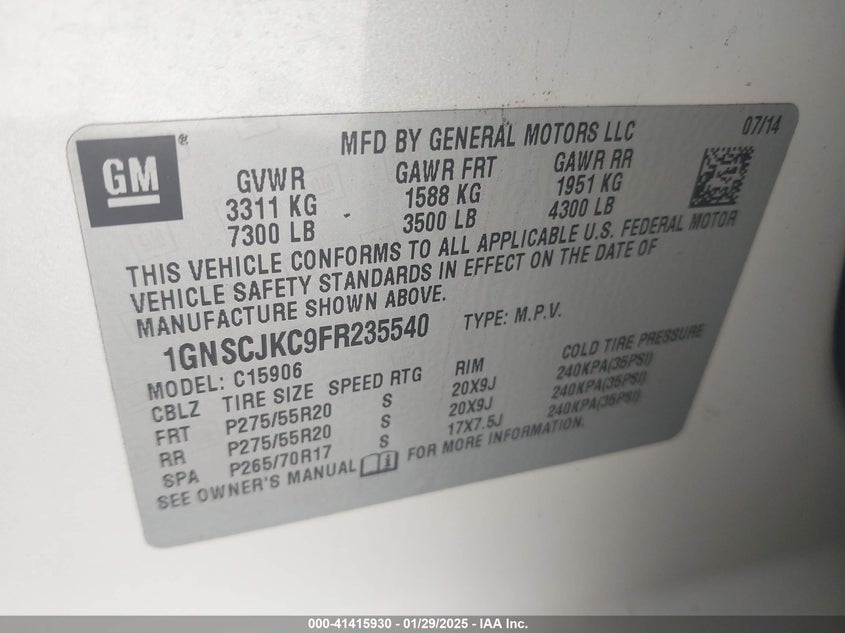 GM ®
MFD BY GENERAL MOTORS LLC 07/14
GVWR GAWR FRT GAWR RR
3311 KG 1588 KG 1951 KG
7300 LB 3500 LB 4300 LB
THIS VEHICLE CONFORMS TO ALL APPLICABLE U.S. FEDERAL MOTOR
VEHICLE SAFETY STANDARDS IN EFFECT ON THE DATE OF
MANUFACTURE SHOWN ABOVE.
1GNSCJKC9FR235540 TYPE: M.P.V.
MODEL: C15906
CBLZ TIRE SIZE SPEED RTG RIM COLD TIRE PRESSURE
FRT P275/55R20 S 20X9J 240KPA(35PSI)
RR P275/55R20 S 20X9J 240KPA(35PSI)
SPA P265/70R17 S 17X7.5J 240KPA(35PSI)
SEE OWNER'S MANUAL i FOR MORE INFORMATION.
000-41415930 - 01/29/2025 - IAA Inc.